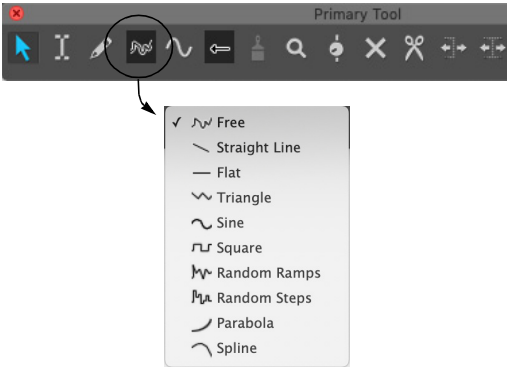 Primary Tool
Free
Straight Line
Flat
Triangle
Sine
Square
Random Ramps
Random Steps
Parabola
Spline